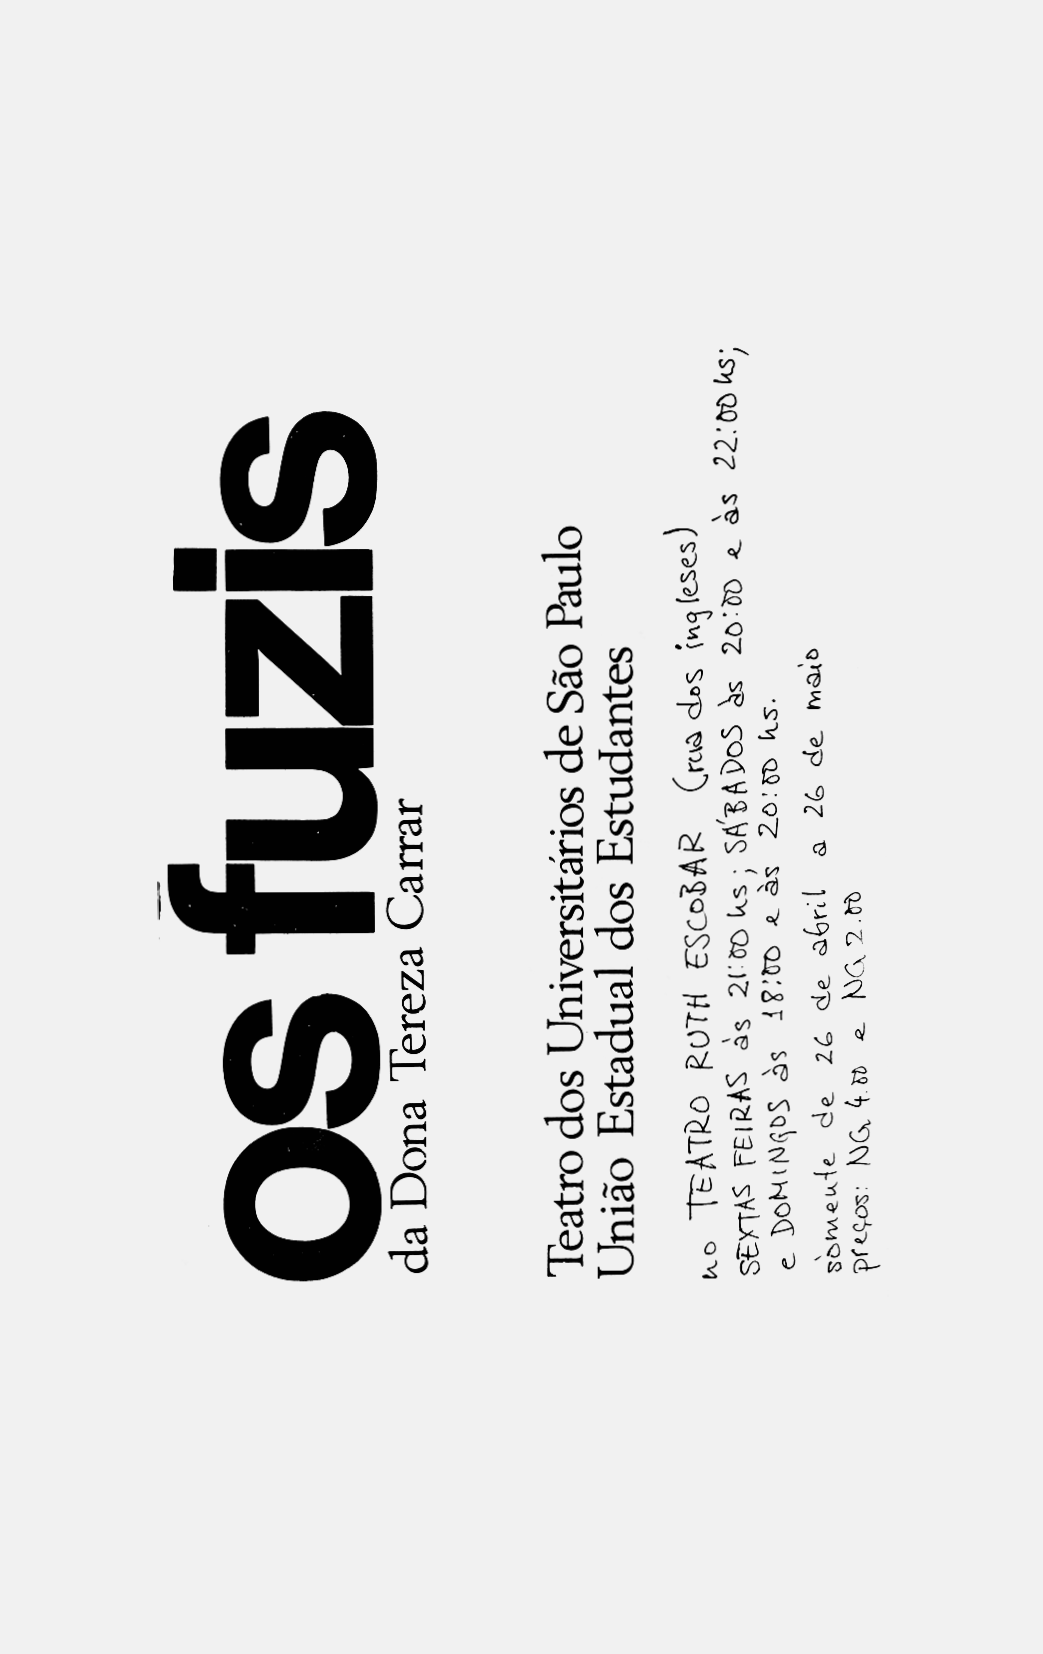 os fuzis
da Dona Tereza Carrar
Teatro dos Universitários de São Paulo
União Estadual dos Estudantes
no TEATRO RUTH ESCOBAR (rua dos ingleses)
SEXTAS FEIRAS às 21:00 hs; SÁBADOS às 20:00 e às 22:00 hs;
e DOMINGOS às 18:00 e às 20:00 hs.
sòmente de 26 de abril a 26 de maio
preços: NCr 4.00 e NCr 2.00